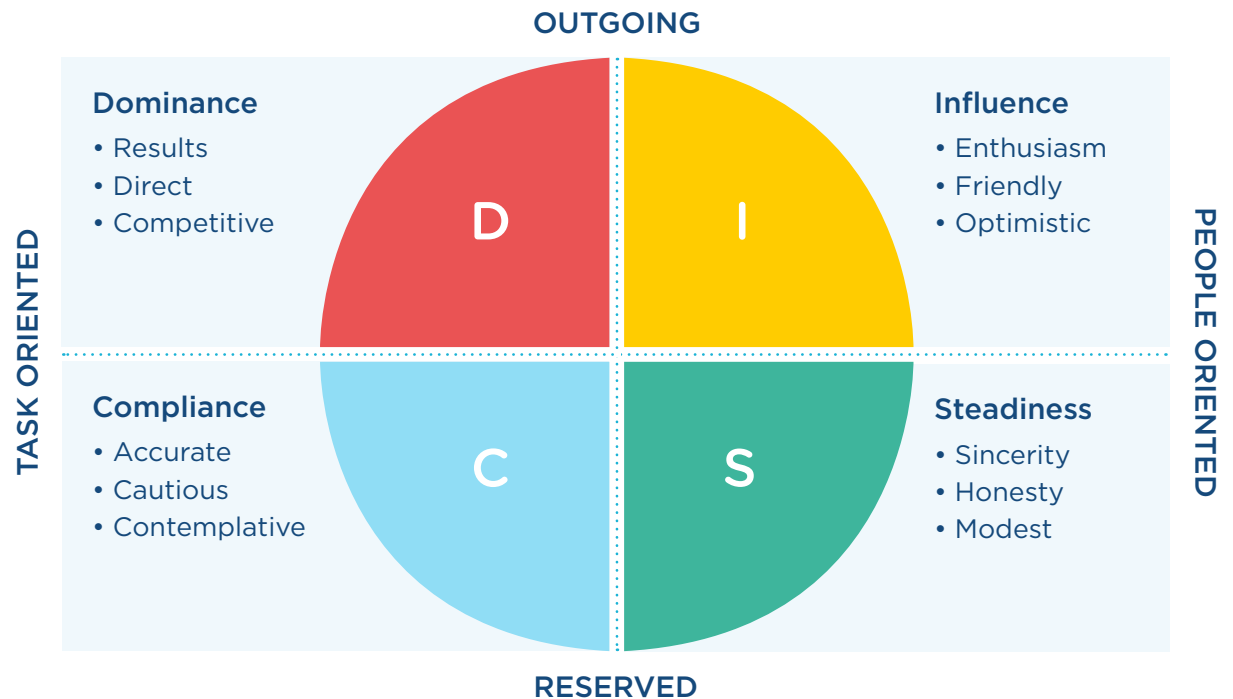 OUTGOING
Dominance
• Results
• Direct
• Competitive
Influence
• Enthusiasm
• Friendly
• Optimistic
D
I
TASK ORIENTED
PEOPLE ORIENTED
Compliance
• Accurate
• Cautious
• Contemplative
Steadiness
• Sincerity
• Honesty
• Modest
C
S
RESERVED